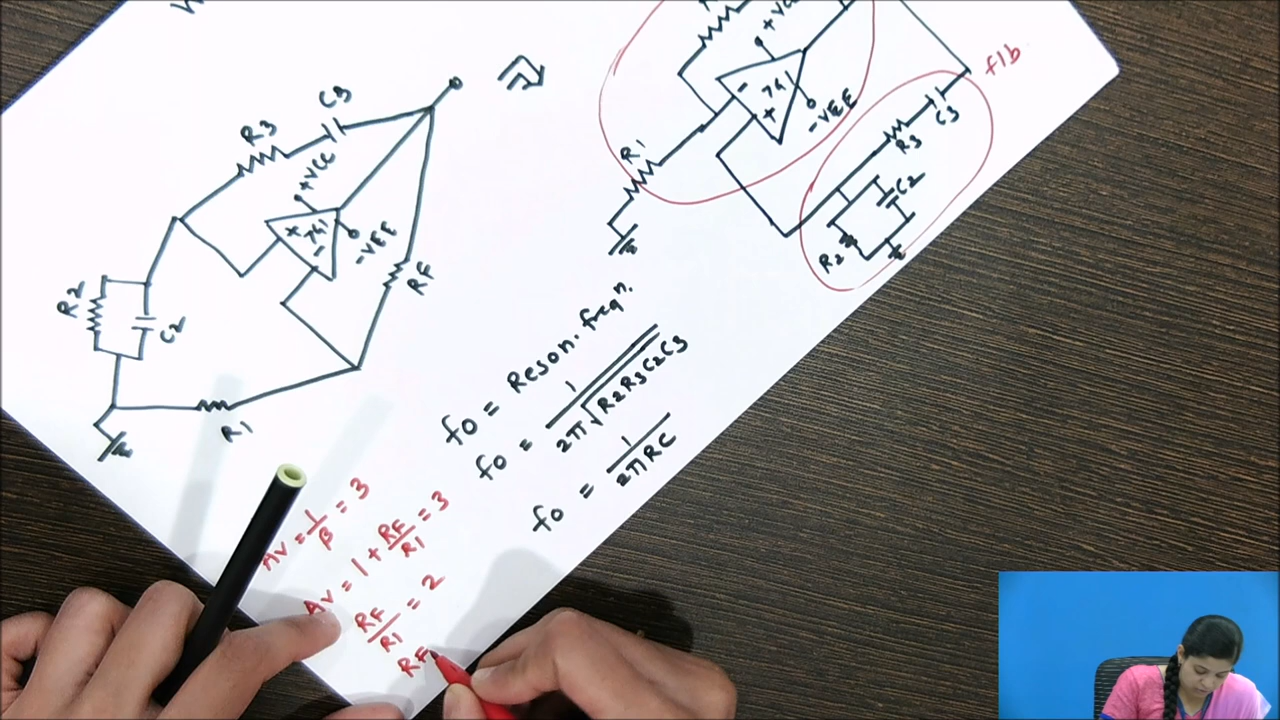 C3
R3
+VCC
+
741
-
-VEE
RF
R2
C2
R1
+VCC
-
741
+
-VEE
R1
f/b
C3
R3
C2
R2
fo = Reson. freqn.
fo = 1 / 2π√R2R3C2C3
fo = 1 / 2πRC
AV = 1/β = 3
AV = 1 + RF/R1 = 3
RF/R1 = 2
RF